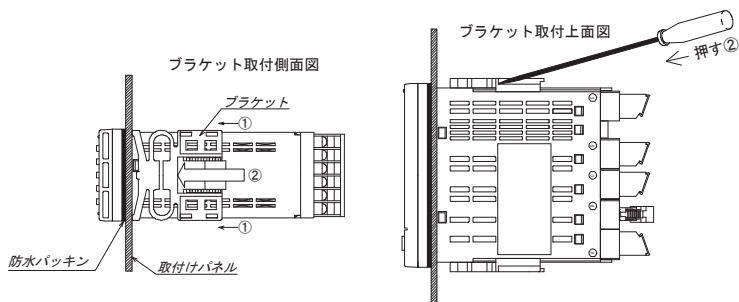 ブラケット取付側面図
ブラケット
①
②
①
防水パッキン
取付けパネル
ブラケット取付上面図
押す②